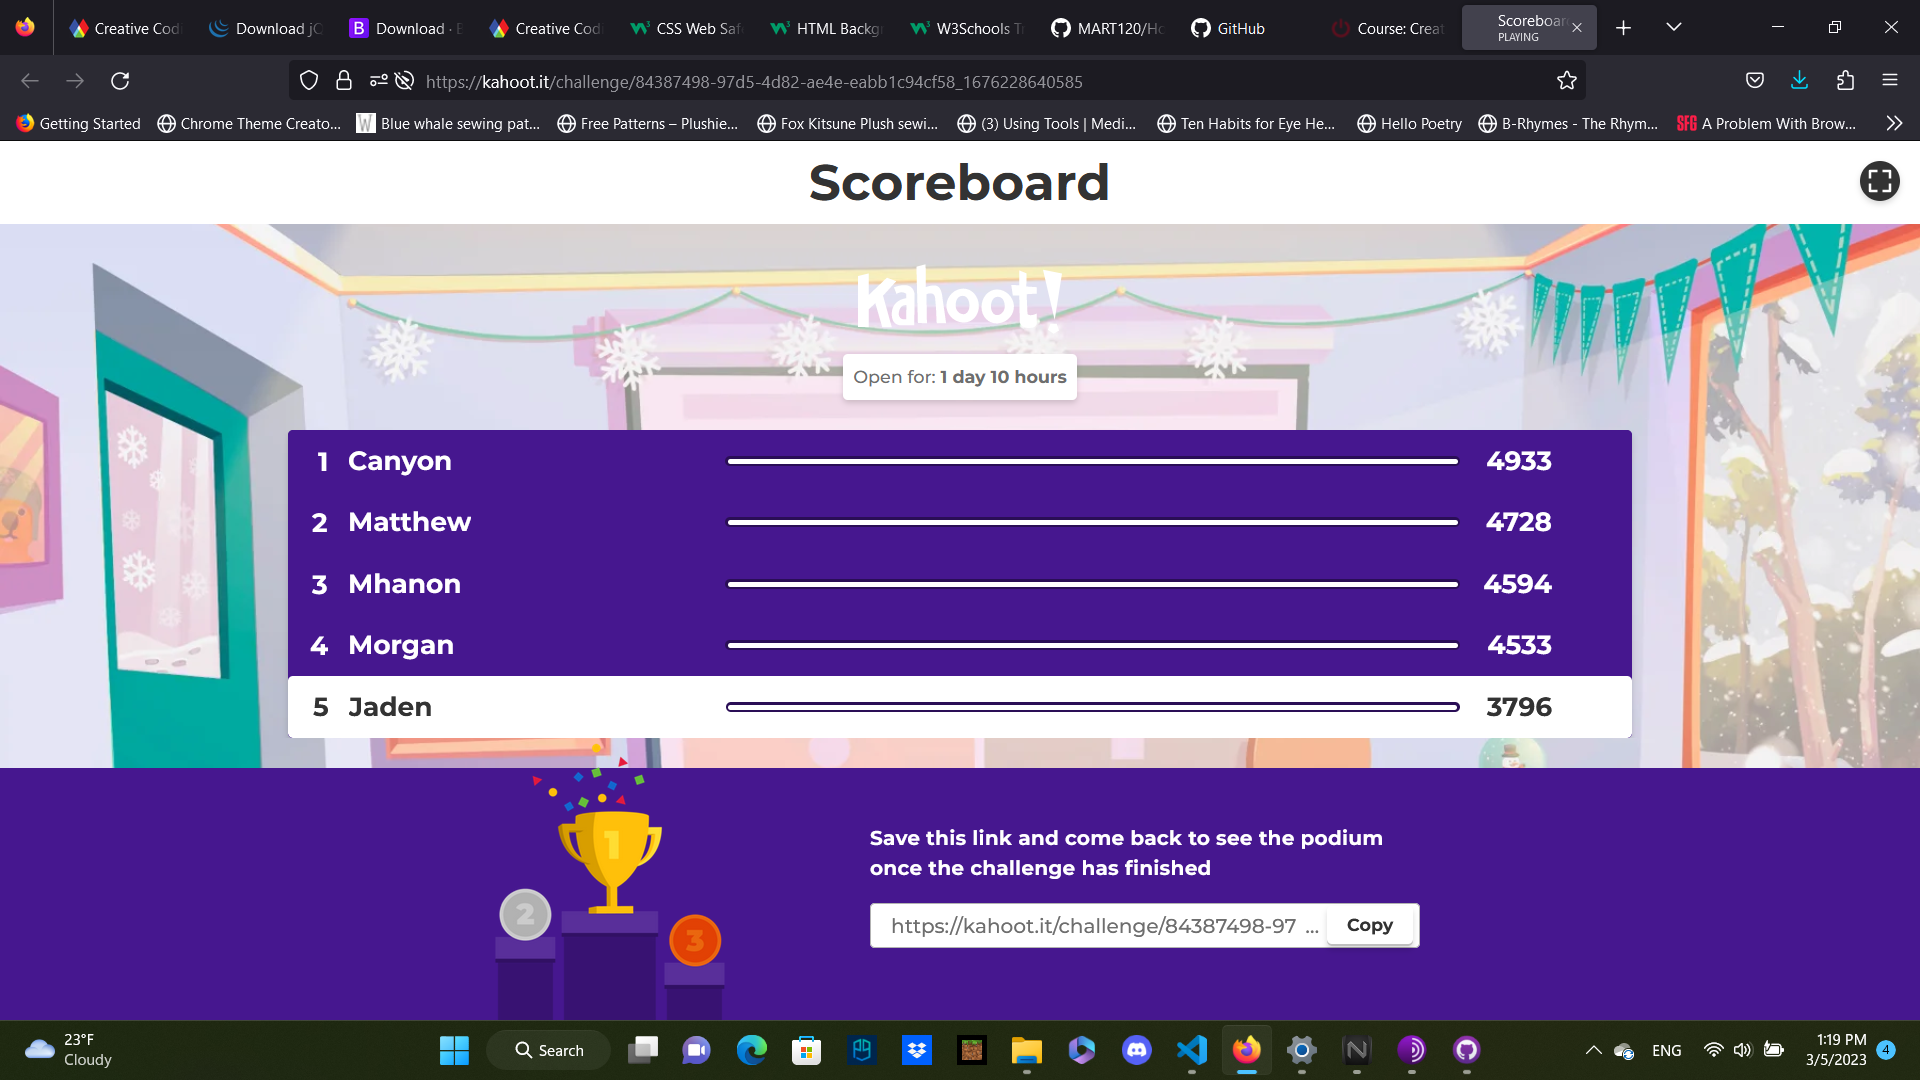 Creative Cod
Download jQ
Download · B
Creative Cod
CSS Web Safe
HTML Backgr
W3Schools T
MART120/Ho
GitHub
Course: Creat
Scoreboar
PLAYING
https://kahoot.it/challenge/84387498-97d5-4d82-ae4e-eabb1c94cf58_1676228640585
Getting Started
Chrome Theme Creato...
Blue whale sewing pat...
Free Patterns – Plushie...
Fox Kitsune Plush sewi...
(3) Using Tools | Medi...
Ten Habits for Eye He...
Hello Poetry
B-Rhymes - The Rhym...
SFG A Problem With Brow...
Scoreboard
Kahoot!
Open for: 1 day 10 hours
1 Canyon 4933
2 Matthew 4728
3 Mhanon 4594
4 Morgan 4533
5 Jaden 3796
1
2
3
Save this link and come back to see the podium
once the challenge has finished
https://kahoot.it/challenge/84387498-97 ... Copy
23°F
Cloudy
Search
ENG
1:19 PM
3/5/2023
4